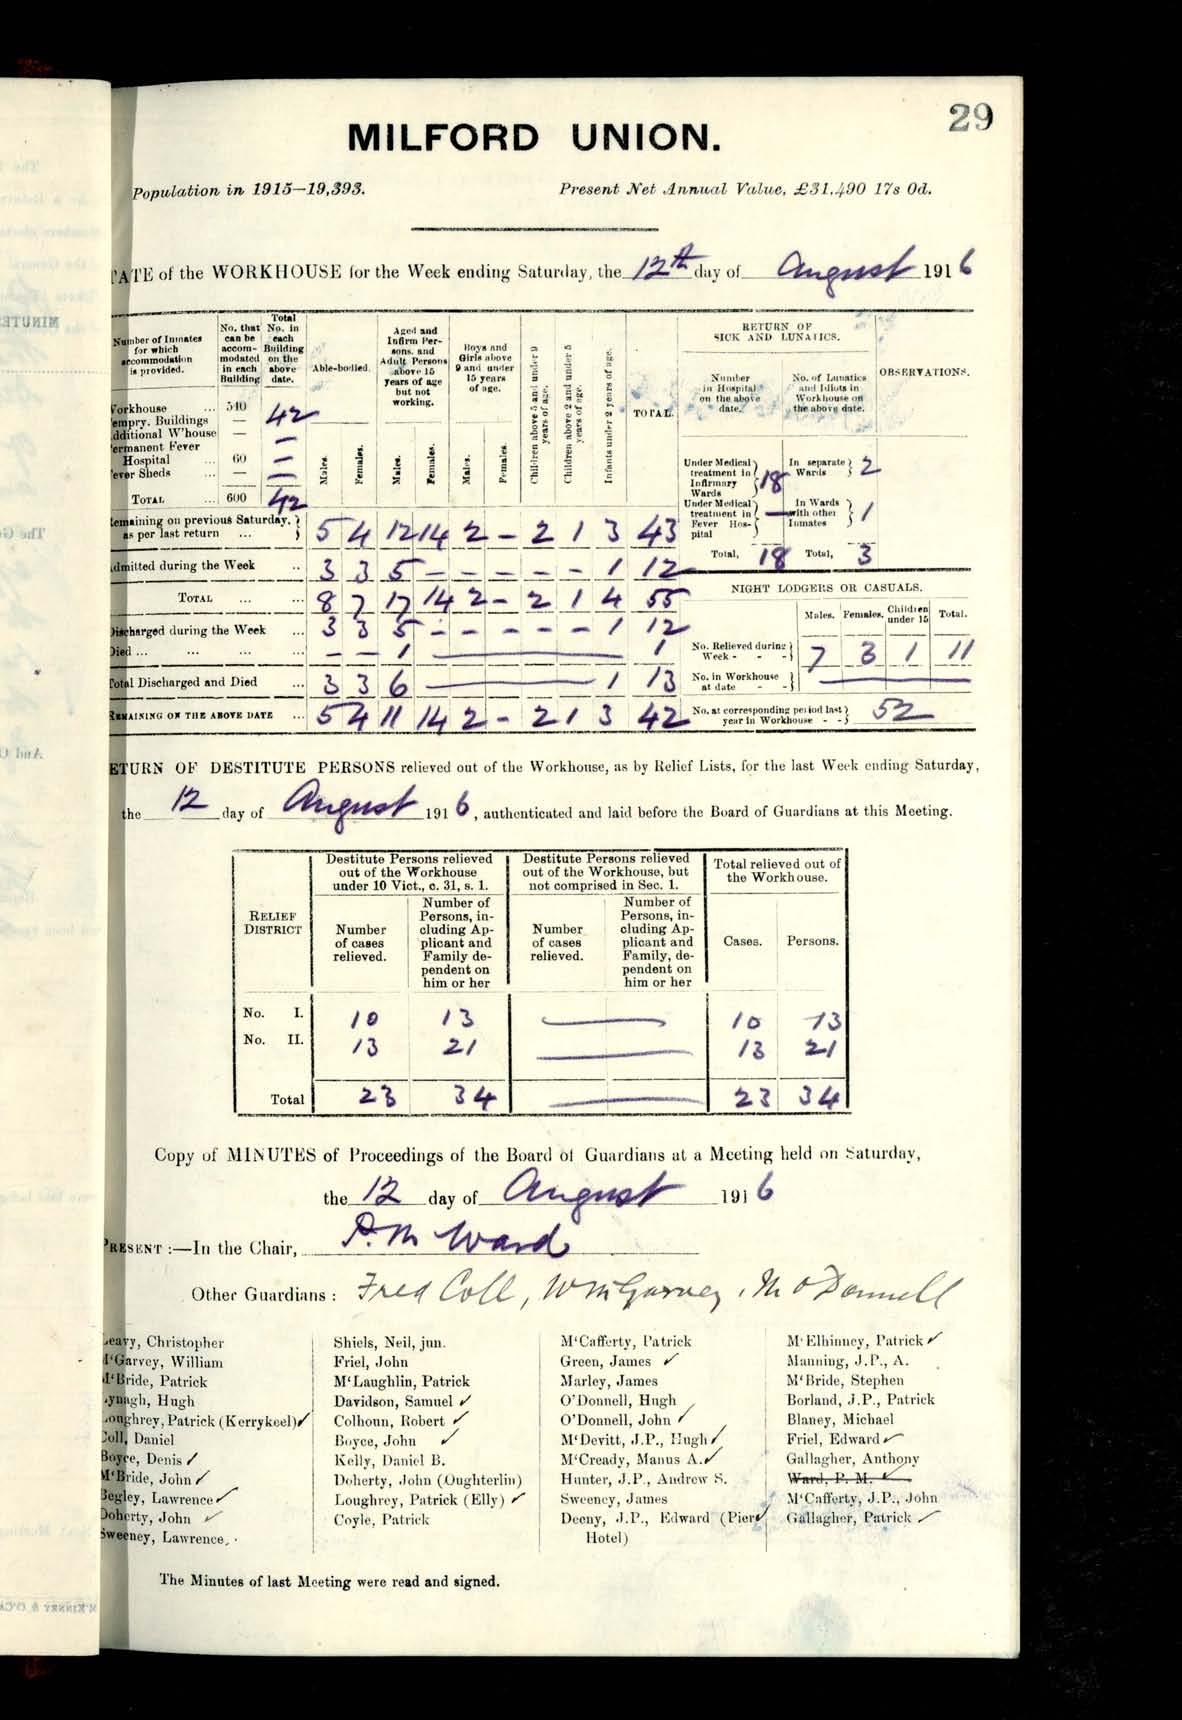 29
MILFORD UNION.
Population in 1915—19,393. Present Net Annual Value, £31,490 17s 0d.
TATE of the WORKHOUSE for the Week ending Saturday, the 12th day of August 1916
Number of Inmates for which accommodation is provided. | No. that can be accommodated in each Building | Total No. in each Building on the above date. | Able-bodied. | Aged and Infirm Persons, and Adult Persons above 15 years of age but not working. | Boys and Girls above 9 and under 15 years of age. | Children above 5 and under 9 years of age. | Children above 2 and under 5 years of age. | Infants under 2 years of age. | TOTAL. | RETURN OF SICK AND LUNATICS. | OBSERVATIONS.
Males. Females. Males. Females. Males. Females.
Number in Hospital on the above date. | No. of Lunatics and Idiots in Workhouse on the above date.
Workhouse ... 540 42
empry. Buildings —
dditional W'house — —
ermanent Fever
Hospital ... 60 —
ever Sheds ... — —
TOTAL ... 600 42
Under Medical treatment in Infirmary Wards } 18 In separate Wards } 2
Under Medical treatment in Fever Hospital } — In Wards with other Inmates } 1
Total, 18 Total, 3
emaining on previous Saturday, as per last return ... } 5 4 12 14 2 - 2 1 3 43
dmitted during the Week .. 3 3 5 - - - - - 1 12
TOTAL ... ... 8 7 17 14 2 - 2 1 4 55
Discharged during the Week ... 3 3 5 - - - - - 1 12
Died ... ... ... ... - - 1 — 1
otal Discharged and Died ... 3 3 6 — 1 13
REMAINING ON THE ABOVE DATE ... 5 4 11 14 2 - 2 1 3 42
NIGHT LODGERS OR CASUALS.
Males. Females. Children under 15 Total.
No. Relieved during Week - - -} 7 3 1 11
No. in Workhouse at date - -} —
No. at corresponding period last year in Workhouse - -} 52
ETURN OF DESTITUTE PERSONS relieved out of the Workhouse, as by Relief Lists, for the last Week ending Saturday,
the 12 day of August 1916, authenticated and laid before the Board of Guardians at this Meeting.
RELIEF DISTRICT | Destitute Persons relieved out of the Workhouse under 10 Vict., c. 31, s. 1. | Destitute Persons relieved out of the Workhouse, but not comprised in Sec. 1. | Total relieved out of the Workhouse.
Number of cases relieved. | Number of Persons, including Applicant and Family dependent on him or her | Number of cases relieved. | Number of Persons, including Applicant and Family, dependent on him or her | Cases. | Persons.
No. I. 10 13 — 10 13
No. II. 13 21 — 13 21
Total 23 34 — 23 34
Copy of MINUTES of Proceedings of the Board of Guardians at a Meeting held on Saturday,
the 12 day of August 1916
PRESENT :—In the Chair, P. M Ward
Other Guardians : Fred Coll, Wm Garvey, M O'Donnell
eavy, Christopher
M'Garvey, William
M'Bride, Patrick
ynagh, Hugh
oughrey, Patrick (Kerrykeel) ✓
Coll, Daniel
Boyce, Denis ✓
M'Bride, John ✓
Begley, Lawrence ✓
Doherty, John ✓
Sweeney, Lawrence,
Shiels, Neil, jun.
Friel, John
M'Laughlin, Patrick
Davidson, Samuel ✓
Colhoun, Robert ✓
Boyce, John ✓
Kelly, Daniel B.
Doherty, John (Oughterlin)
Loughrey, Patrick (Elly) ✓
Coyle, Patrick
M'Cafferty, Patrick
Green, James ✓
Marley, James
O'Donnell, Hugh
O'Donnell, John ✓
M'Devitt, J.P., Hugh ✓
M'Cready, Manus A. ✓
Hunter, J.P., Andrew S.
Sweeney, James
Deeny, J.P., Edward (Pier ✓
Hotel)
M'Elhinney, Patrick ✓
Manning, J.P., A.
M'Bride, Stephen
Borland, J.P., Patrick
Blaney, Michael
Friel, Edward ✓
Gallagher, Anthony
Ward, P. M. ✓
M'Cafferty, J.P., John
Gallagher, Patrick ✓
The Minutes of last Meeting were read and signed.